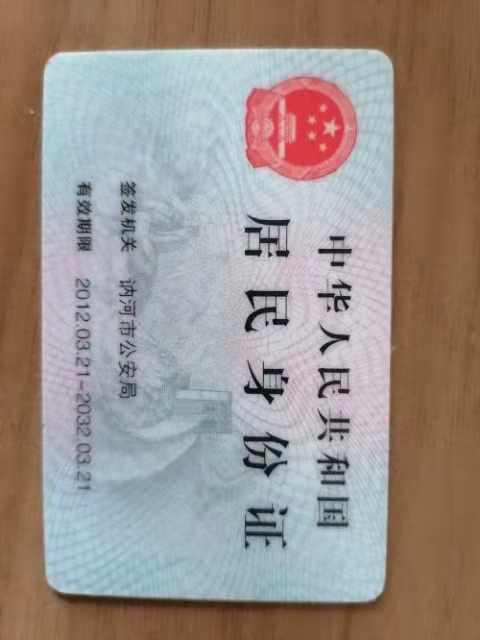 中华人民共和国
居民身份证
签发机关 讷河市公安局
有效期限 2012.03.21-2032.03.21